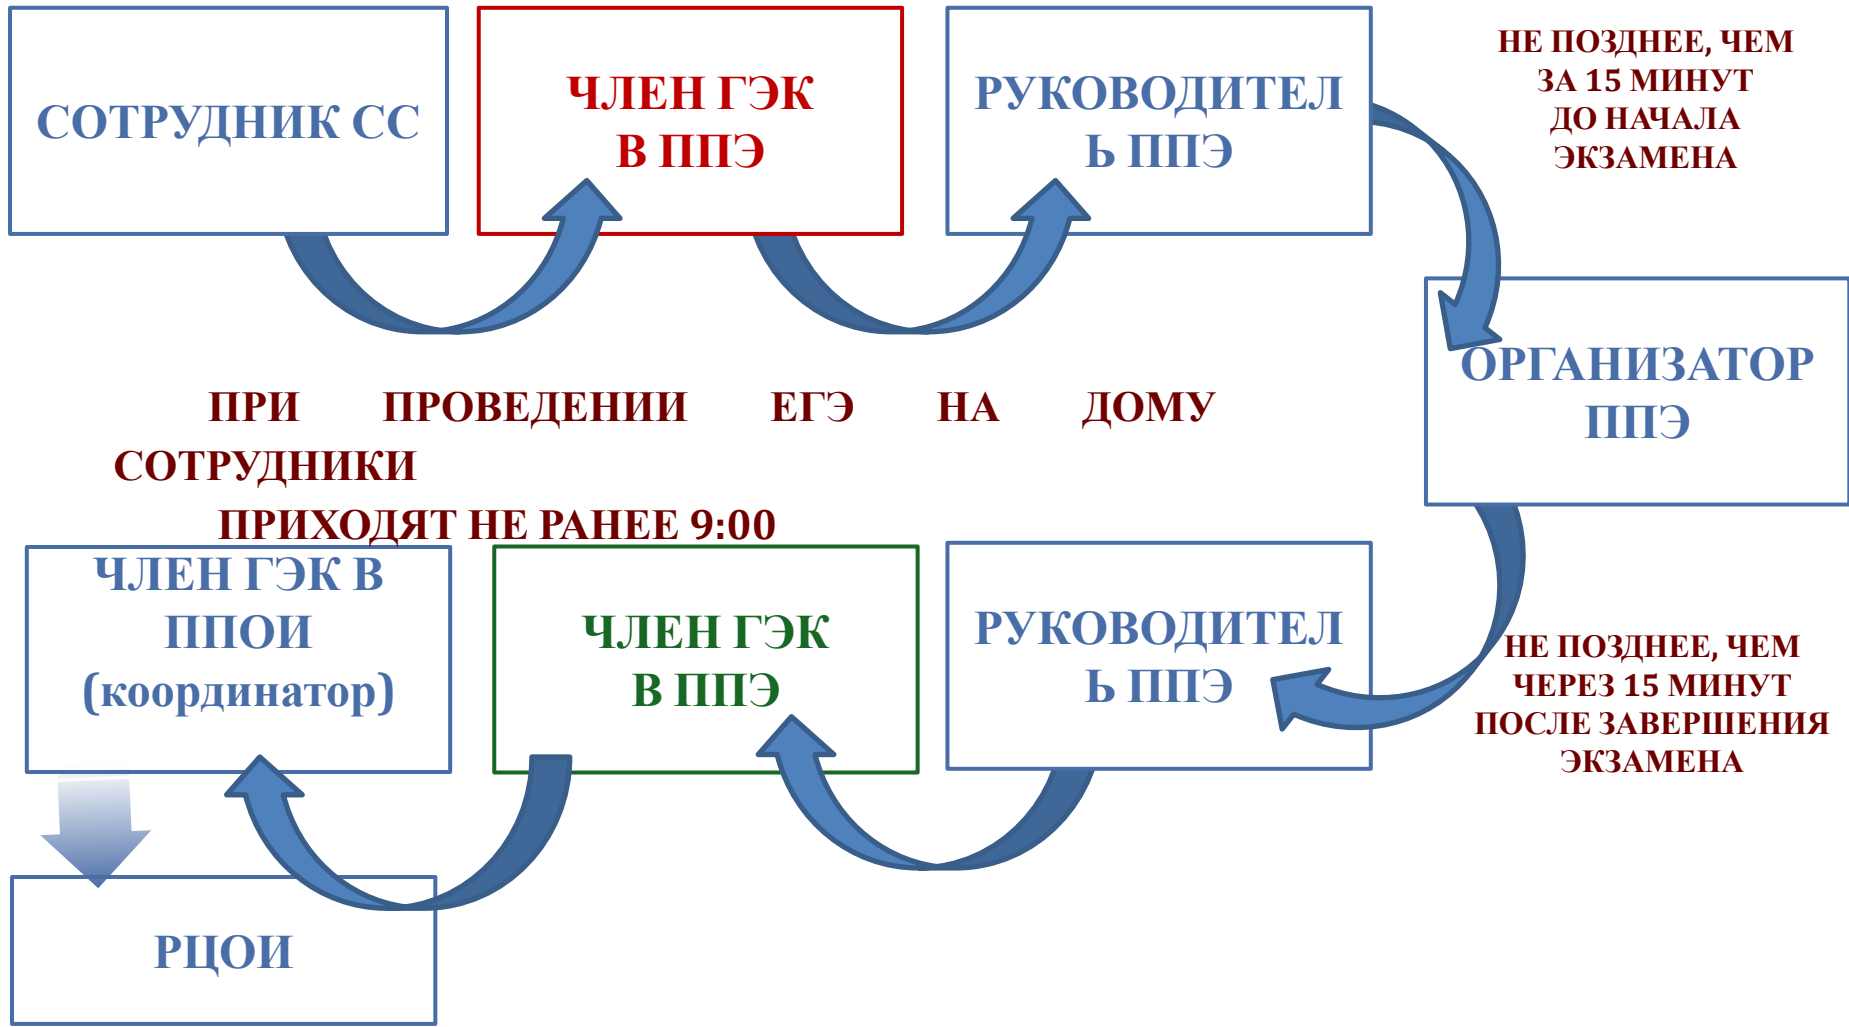 СОТРУДНИК СС
ЧЛЕН ГЭК
В ППЭ
РУКОВОДИТЕЛ
Ь ППЭ
НЕ ПОЗДНЕЕ, ЧЕМ
ЗА 15 МИНУТ
ДО НАЧАЛА
ЭКЗАМЕНА
ОРГАНИЗАТОР
ППЭ
ПРИ ПРОВЕДЕНИИ ЕГЭ НА ДОМУ
СОТРУДНИКИ
ПРИХОДЯТ НЕ РАНЕЕ 9:00
ЧЛЕН ГЭК В
ППОИ
(координатор)
ЧЛЕН ГЭК
В ППЭ
РУКОВОДИТЕЛ
Ь ППЭ
НЕ ПОЗДНЕЕ, ЧЕМ
ЧЕРЕЗ 15 МИНУТ
ПОСЛЕ ЗАВЕРШЕНИЯ
ЭКЗАМЕНА
РЦОИ